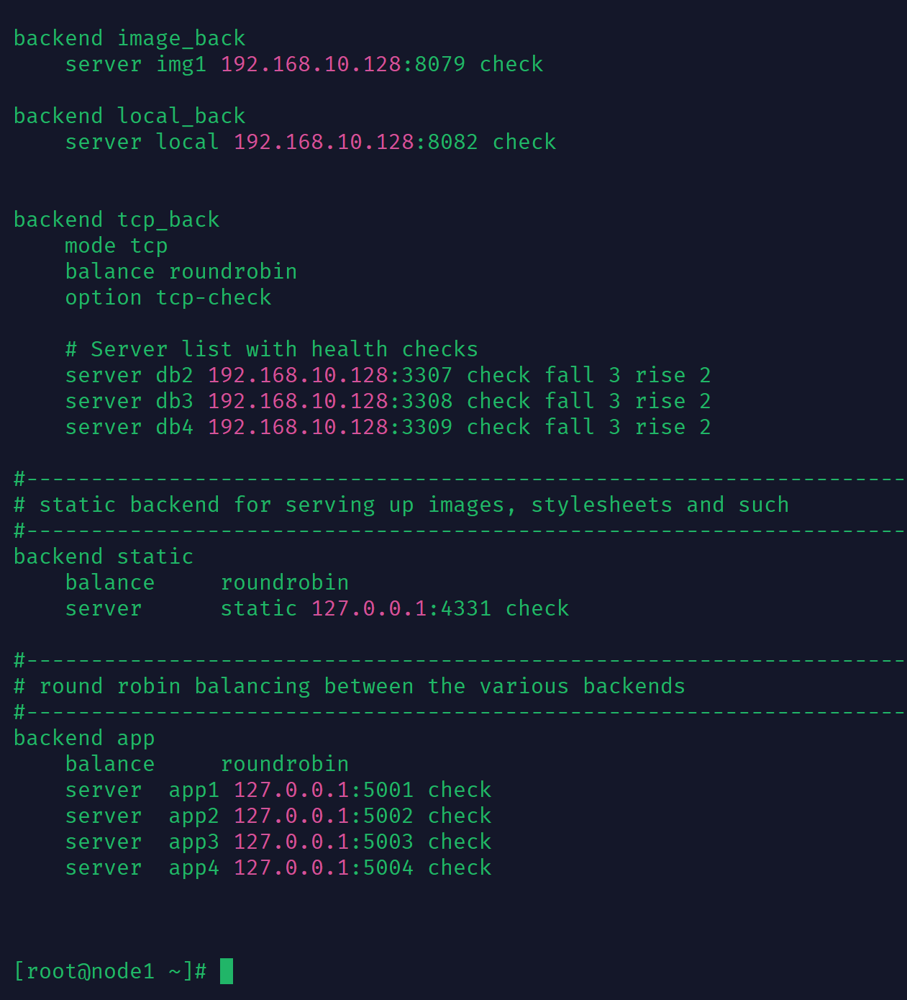 backend image_back
    server img1 192.168.10.128:8079 check

backend local_back
    server local 192.168.10.128:8082 check


backend tcp_back
    mode tcp
    balance roundrobin
    option tcp-check

    # Server list with health checks
    server db2 192.168.10.128:3307 check fall 3 rise 2
    server db3 192.168.10.128:3308 check fall 3 rise 2
    server db4 192.168.10.128:3309 check fall 3 rise 2

#--------------------------------------------------------------------
# static backend for serving up images, stylesheets and such
#--------------------------------------------------------------------
backend static
    balance     roundrobin
    server      static 127.0.0.1:4331 check

#--------------------------------------------------------------------
# round robin balancing between the various backends
#--------------------------------------------------------------------
backend app
    balance     roundrobin
    server  app1 127.0.0.1:5001 check
    server  app2 127.0.0.1:5002 check
    server  app3 127.0.0.1:5003 check
    server  app4 127.0.0.1:5004 check



[root@node1 ~]#